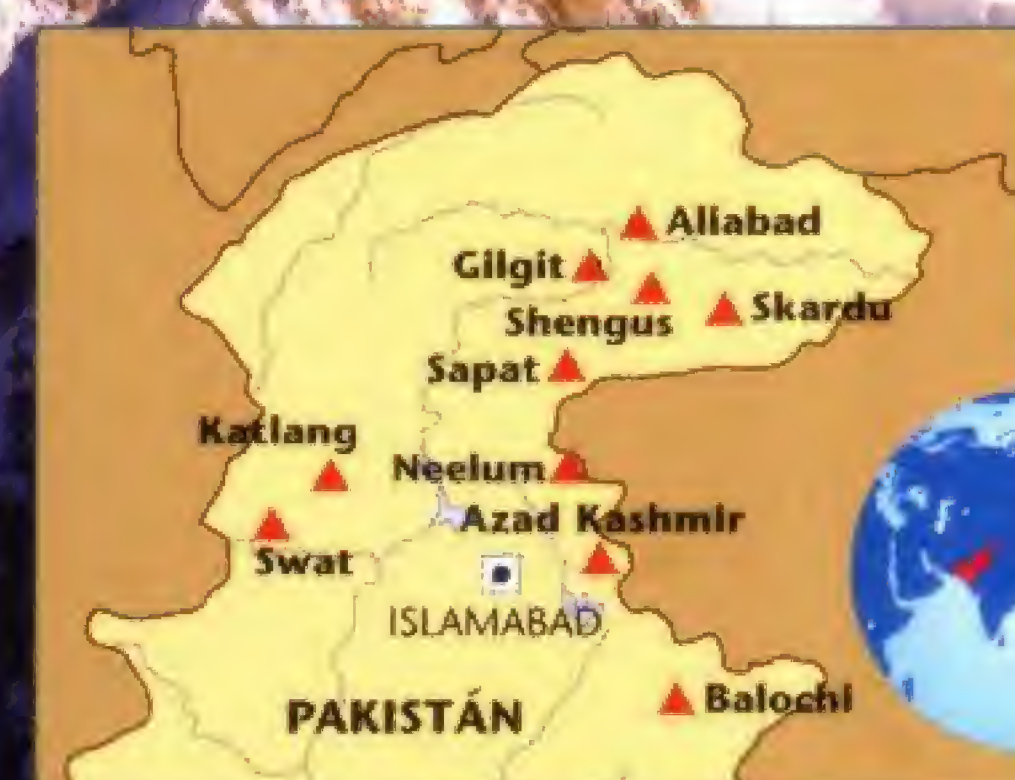 Aliabad
Gilgit
Shengus
Skardu
Sapat
Katlang
Neelum
Azad Kashmir
Swat
ISLAMABAD
PAKISTÁN
Balochi